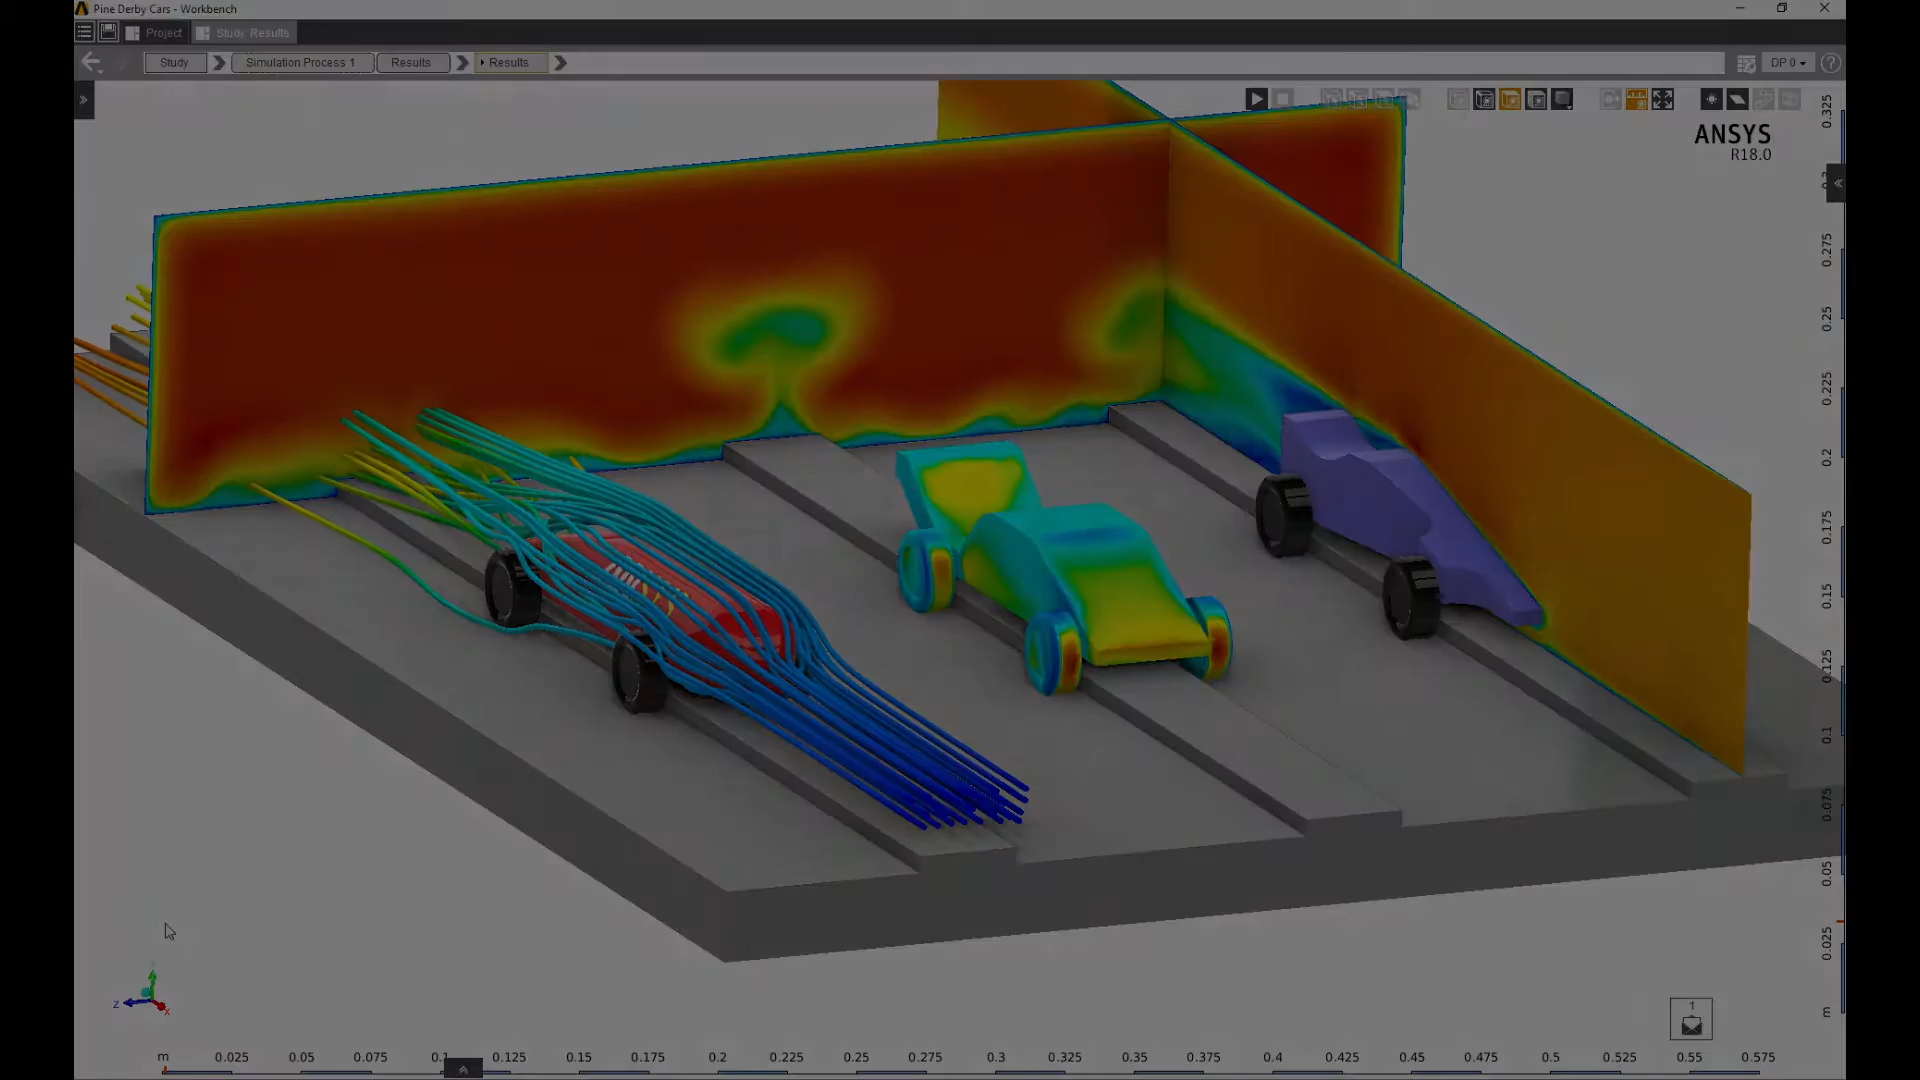 Pine Derby Cars - Workbench
Project
Study: Results
Study
Simulation Process 1
Results
Results
DP 0
?
ANSYS
R18.0
0.325
0.275
0.25
0.225
0.2
0.175
0.15
0.125
0.1
0.075
0.05
0.025
m
Z
X
1
m
0.025
0.05
0.075
0.1
0.125
0.15
0.175
0.2
0.225
0.25
0.275
0.3
0.325
0.35
0.375
0.4
0.425
0.45
0.475
0.5
0.525
0.55
0.575